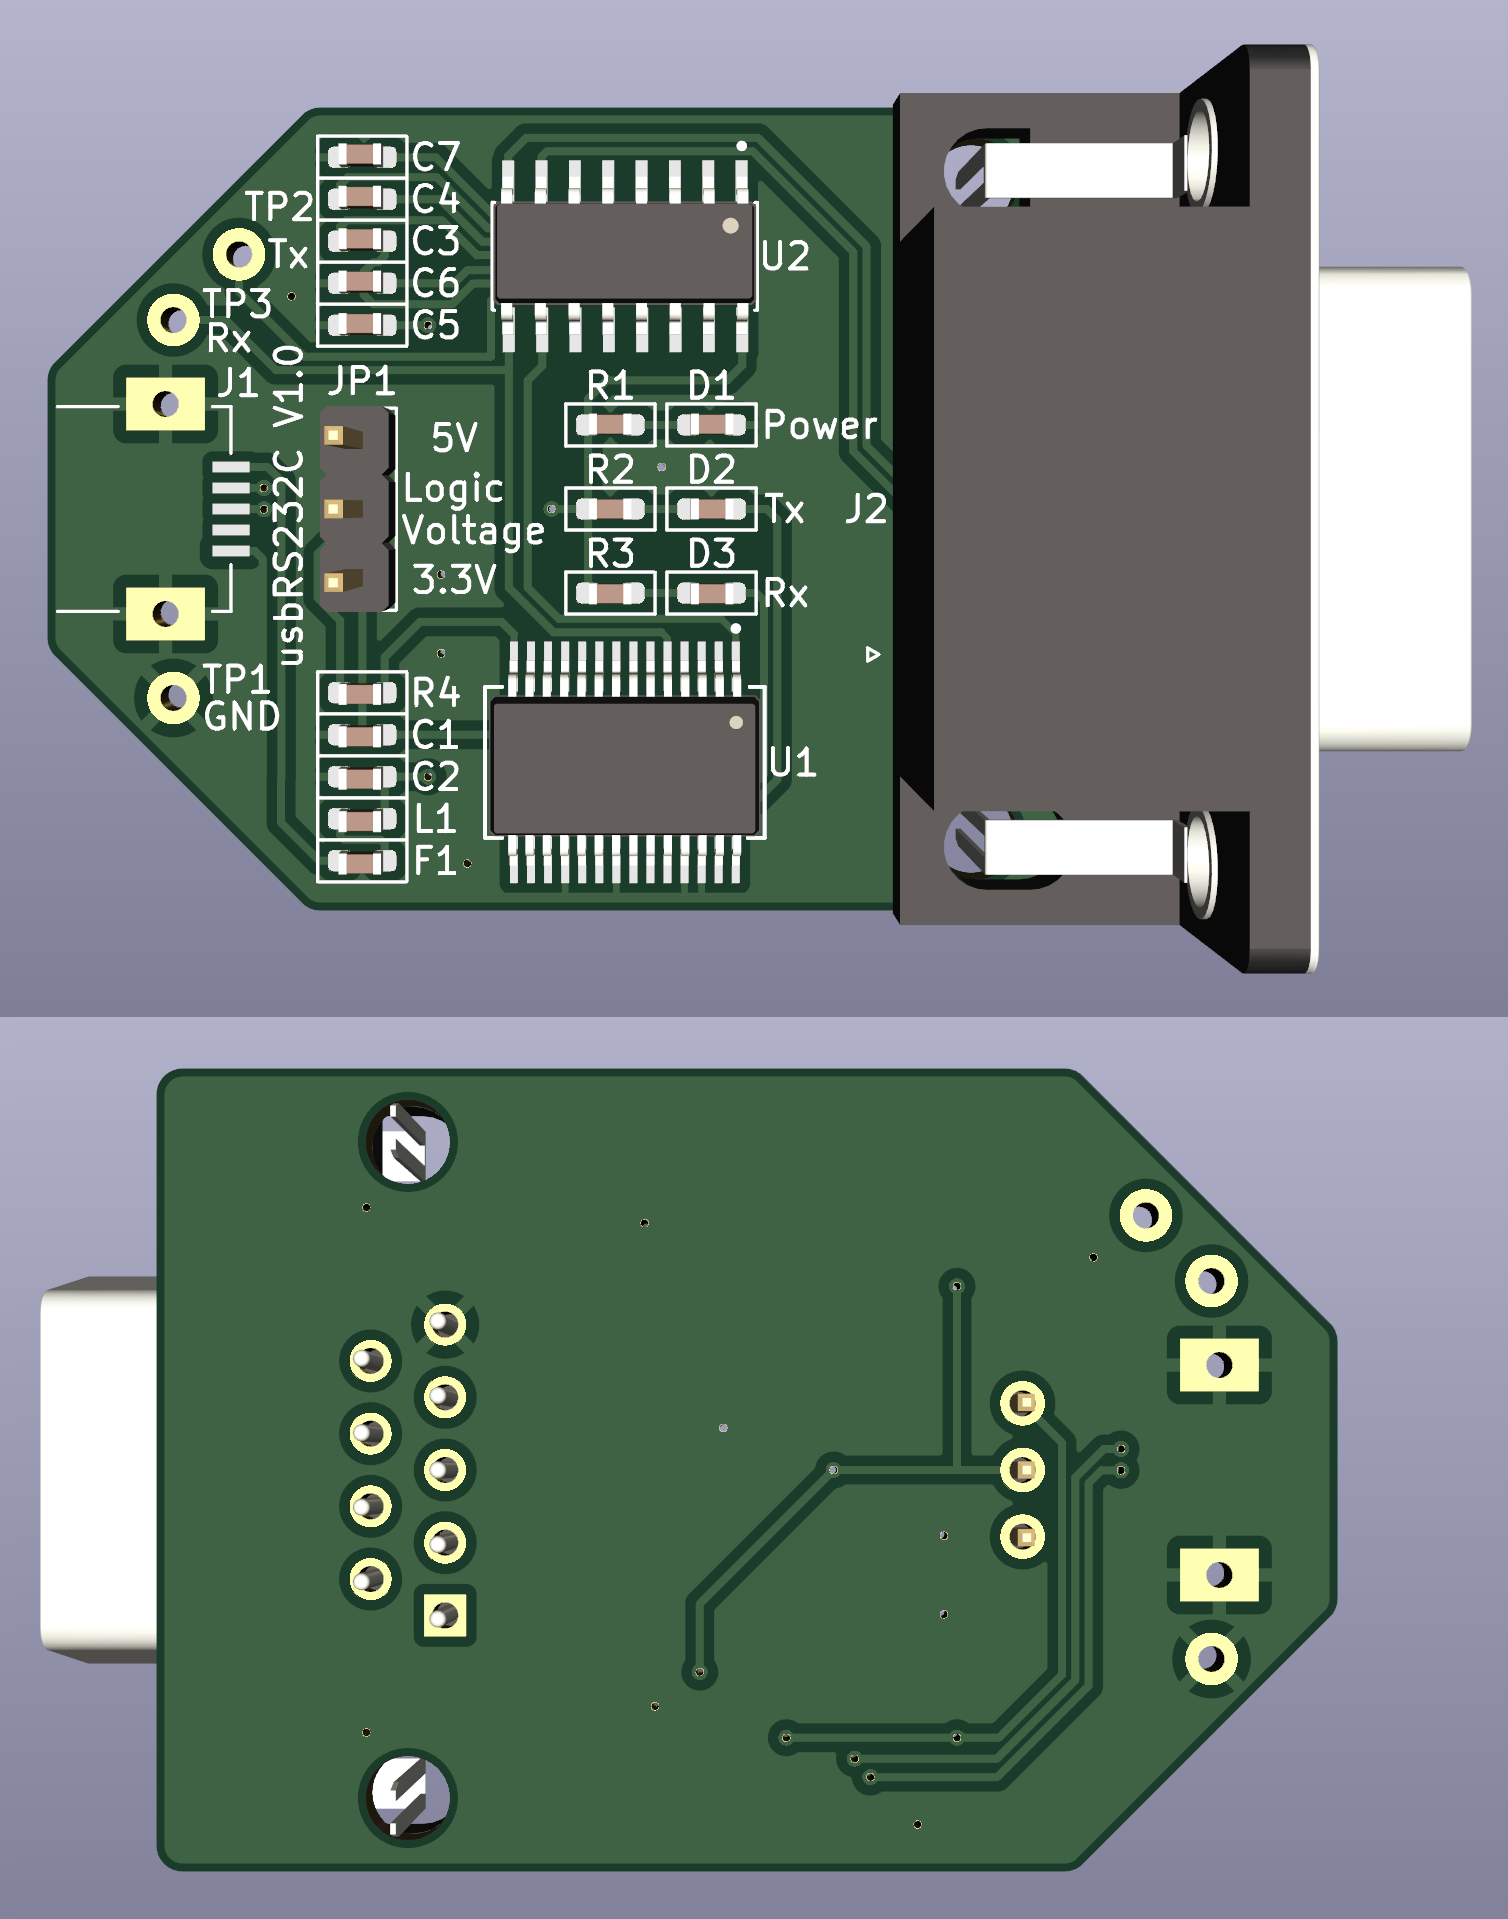 C7
TP2
C4
Tx
C3
U2
C6
TP3
C5
Rx
J1
JP1
R1
D1
5V
Power
Logic
R2
D2
Voltage
Tx
J2
3.3V
R3
D3
Rx
usbRS232C V1.0
TP1
GND
R4
C1
U1
C2
L1
F1